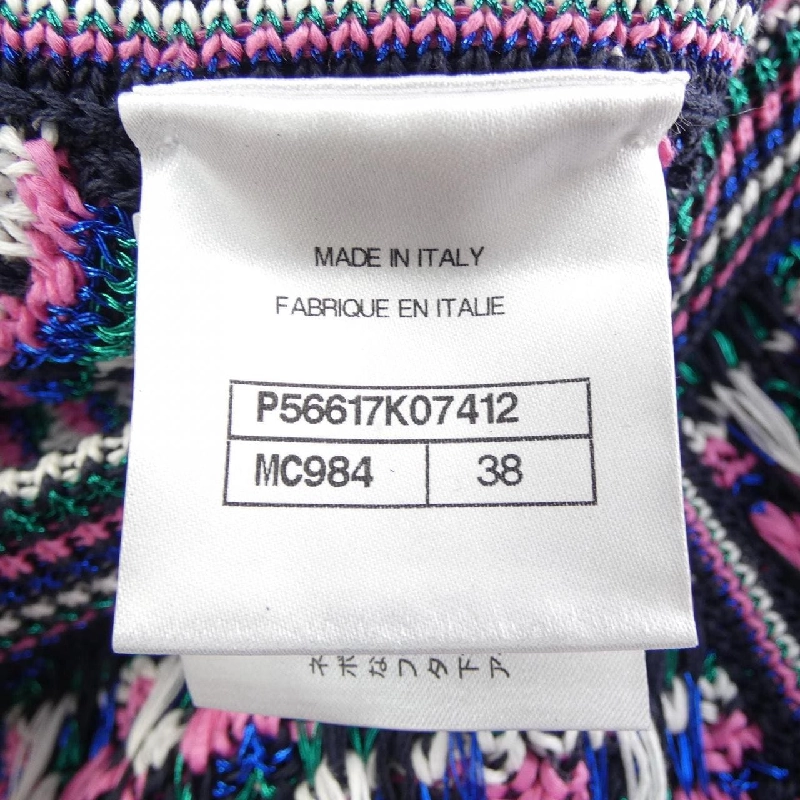 MADE IN ITALY
FABRIQUE EN ITALIE
P56617K07412
MC984 38